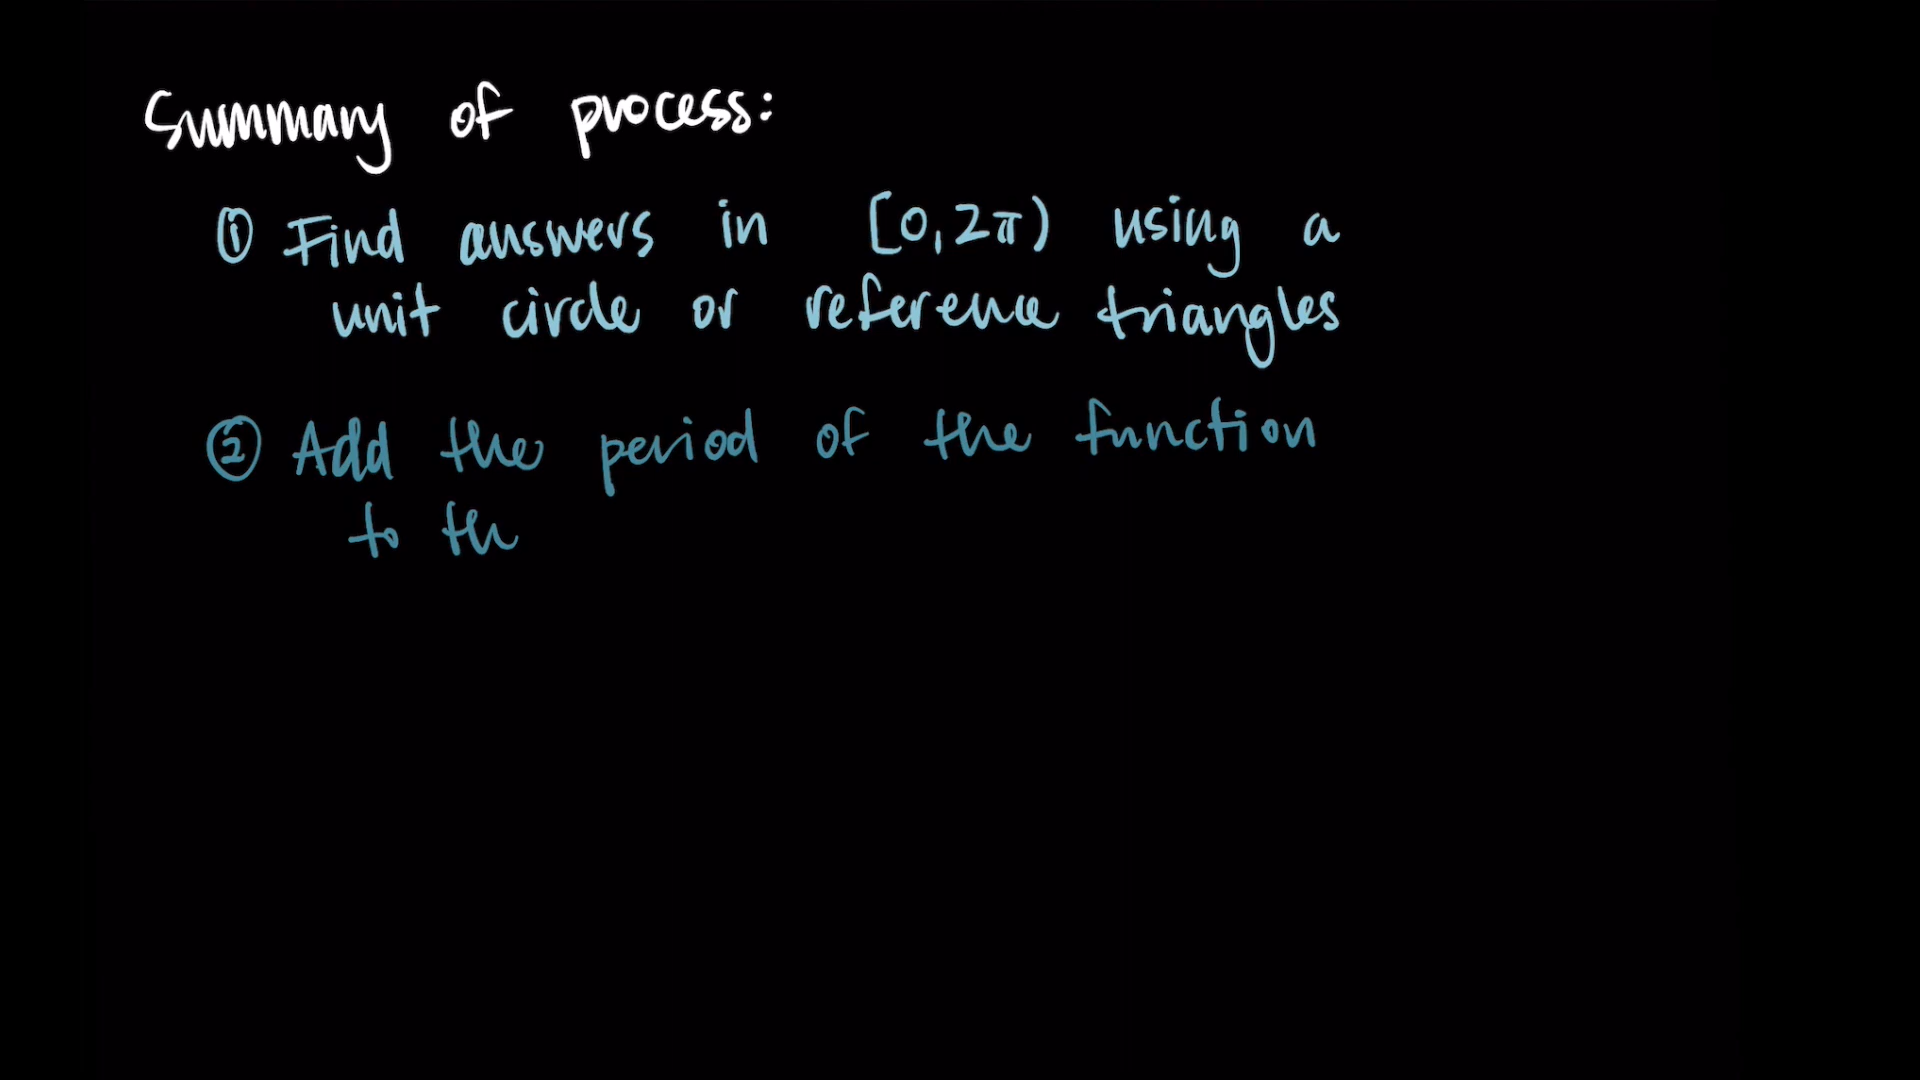 Summary of process:
① Find answers in [0,2π) using a
unit circle or reference triangles
② Add the period of the function
to th